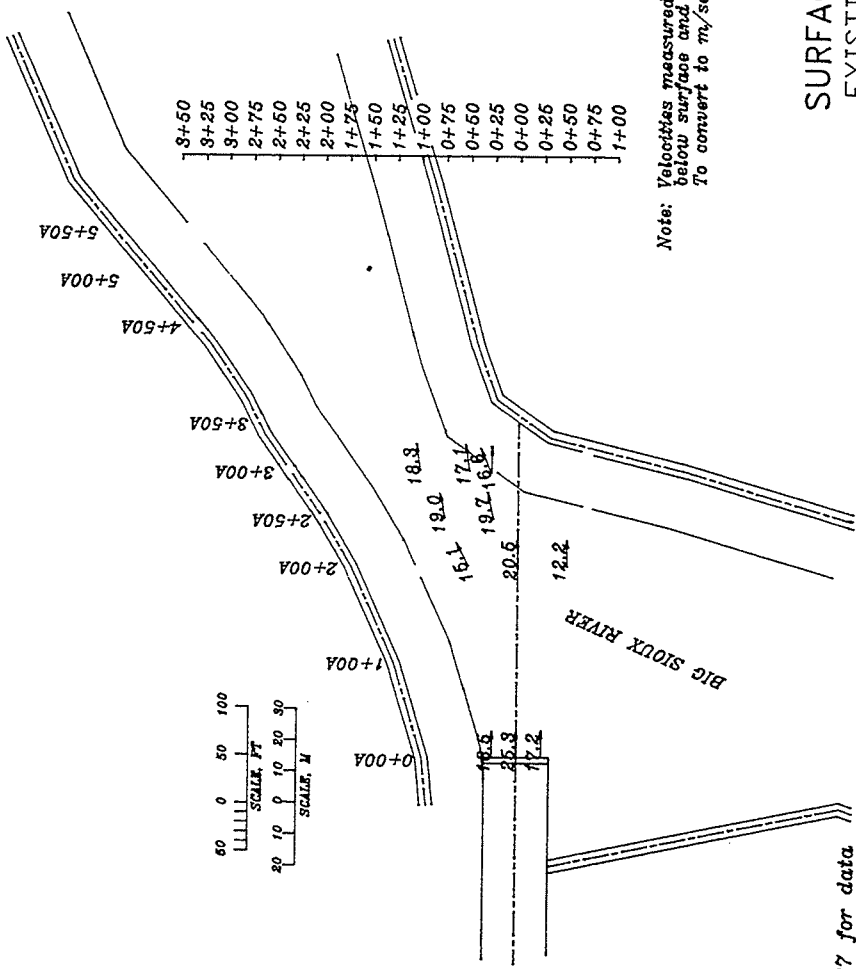 5+50A
5+00A
4+50A
3+50A
3+00A
2+50A
2+00A
1+00A
0+00A
3+50
3+25
3+00
2+75
2+50
2+25
2+00
1+75
1+50
1+25
1+00
0+75
0+50
0+25
0+00
0+25
0+50
0+75
1+00
50 0 50 100
SCALE, FT
20 10 0 10 20 30
SCALE, M
18.3
19.0
17.1
16.6
19.7
15.1
20.5
12.2
25.3
17.2
BIG SIOUX RIVER
Note: Velocities measured
below surface and
To convert to m/se
SURFA
EXISTI
7 for data